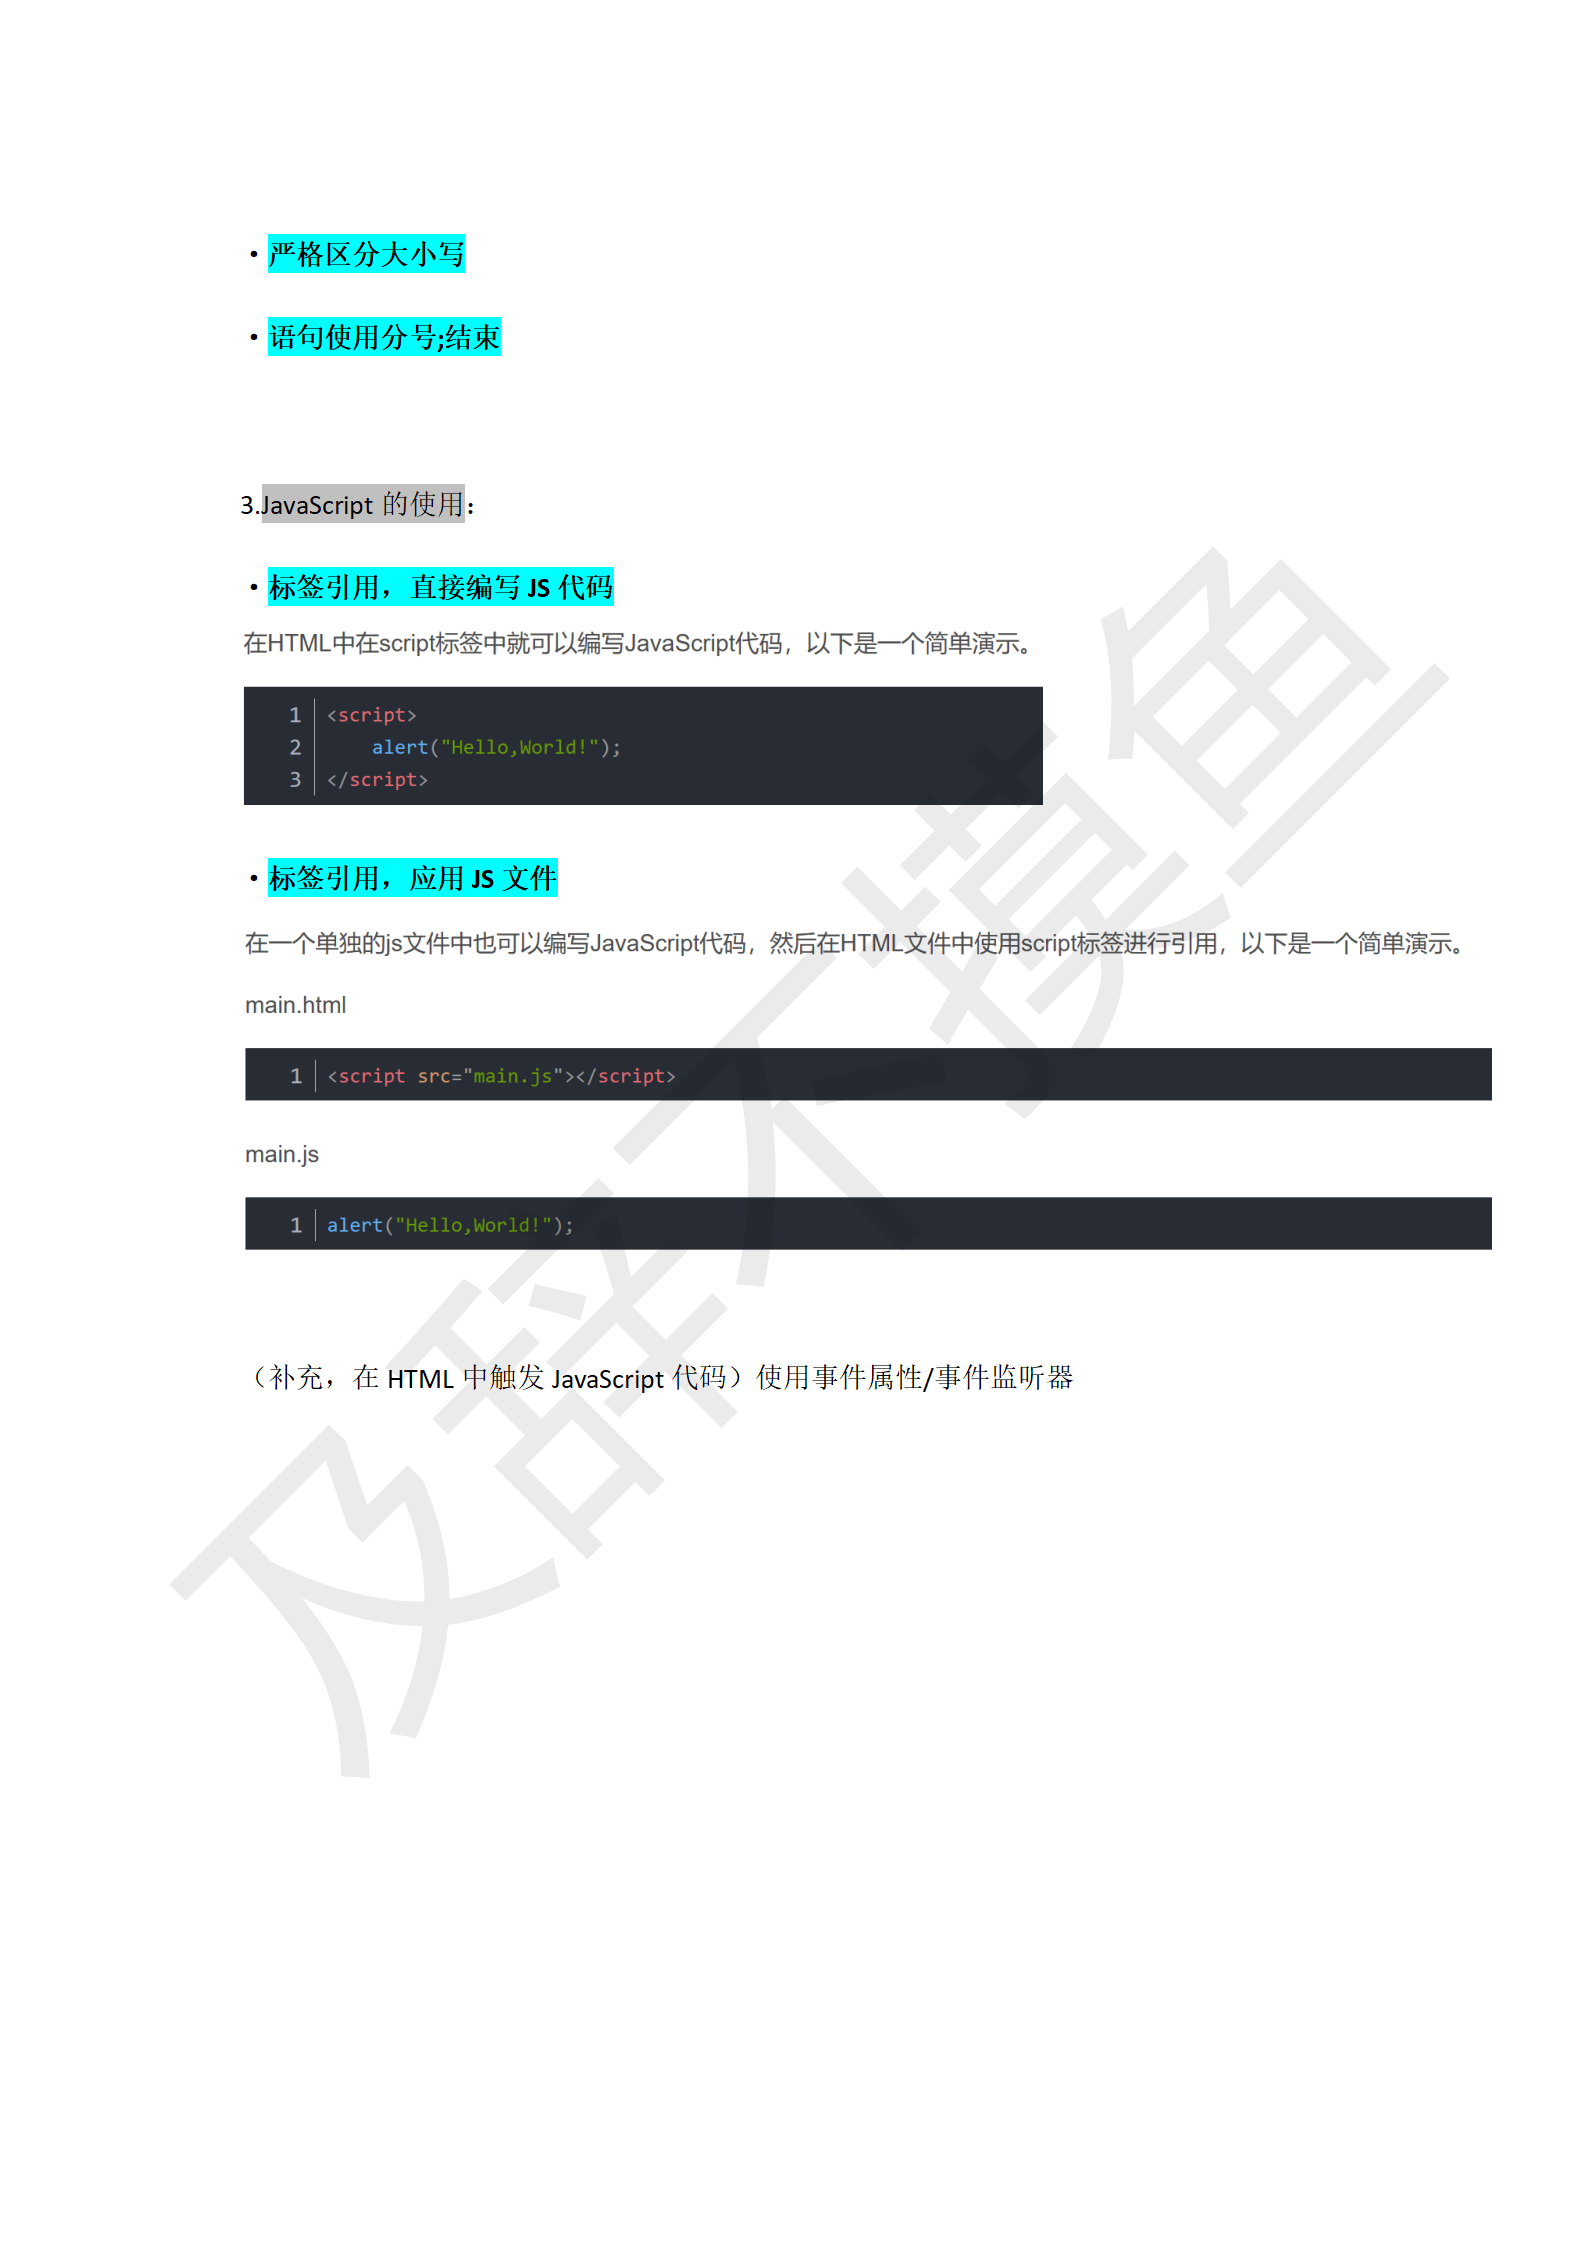 ·严格区分大小写
·语句使用分号;结束
3.JavaScript 的使用：
·标签引用，直接编写 JS 代码
在HTML中在script标签中就可以编写JavaScript代码，以下是一个简单演示。
1 <script>
2 alert("Hello,World!");
3 </script>
·标签引用，应用 JS 文件
在一个单独的js文件中也可以编写JavaScript代码，然后在HTML文件中使用script标签进行引用，以下是一个简单演示。
main.html
1 <script src="main.js"></script>
main.js
1 alert("Hello,World!");
（补充，在 HTML 中触发 JavaScript 代码）使用事件属性/事件监听器
及辞不摸鱼